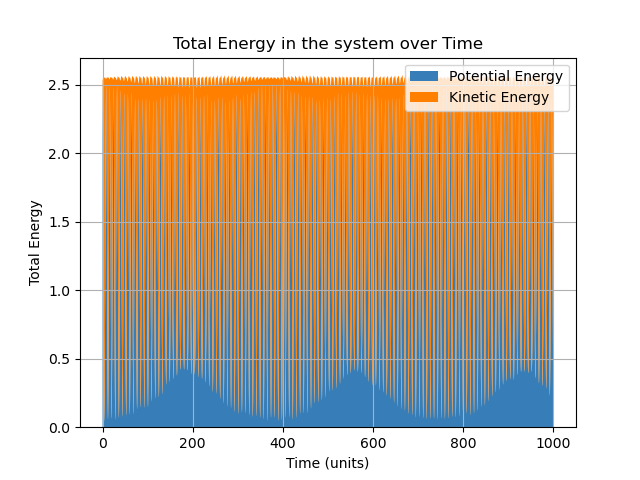 Total Energy in the system over Time
Potential Energy
Kinetic Energy
2.5
2.0
1.5
1.0
0.5
0.0
Total Energy
0 200 400 600 800 1000
Time (units)